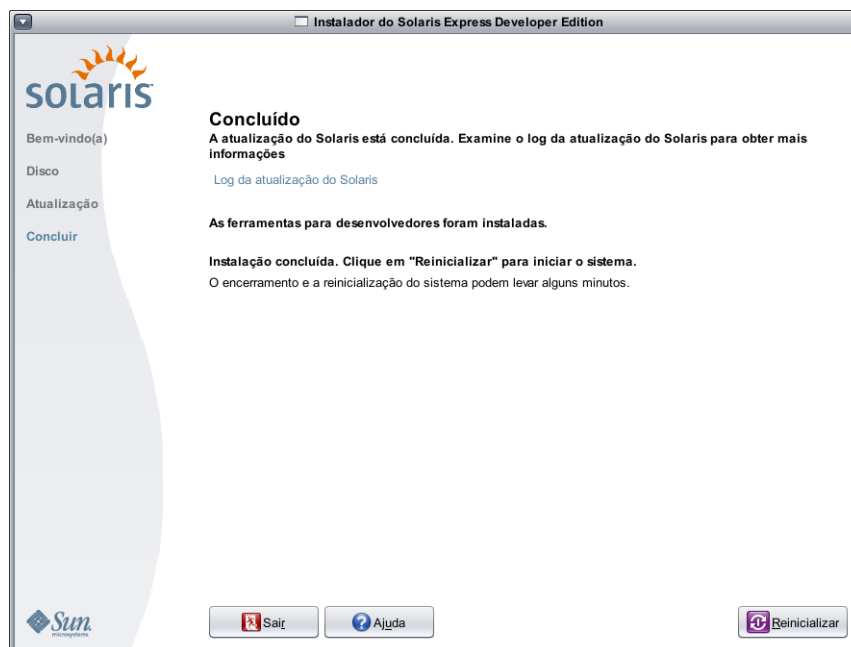 Instalador do Solaris Express Developer Edition
solaris
Bem-vindo(a)
Disco
Atualização
Concluir
Concluído
A atualização do Solaris está concluída. Examine o log da atualização do Solaris para obter mais
informações
Log da atualização do Solaris
As ferramentas para desenvolvedores foram instaladas.
Instalação concluída. Clique em "Reinicializar" para iniciar o sistema.
O encerramento e a reinicialização do sistema podem levar alguns minutos.
Sun
microsystems
Sair
Ajuda
Reinicializar